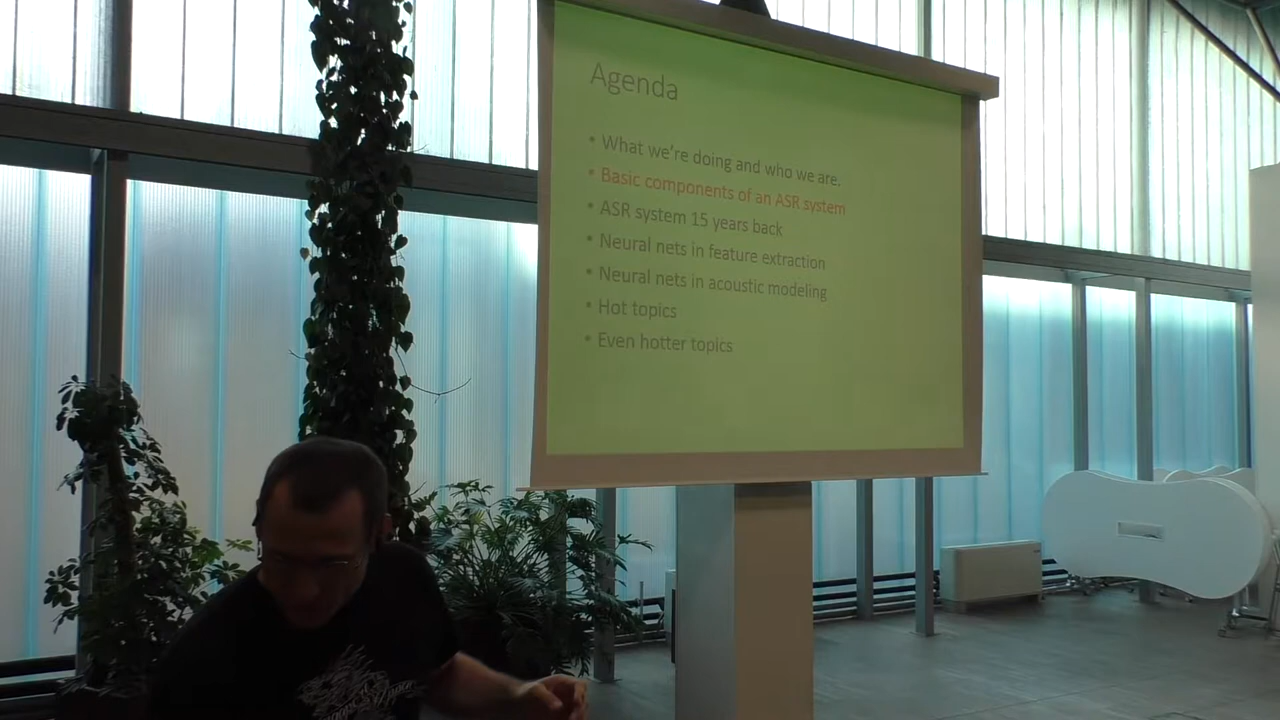 Agenda
• What we're doing and who we are.
• Basic components of an ASR system
• ASR system 15 years back
• Neural nets in feature extraction
• Neural nets in acoustic modeling
• Hot topics
• Even hotter topics